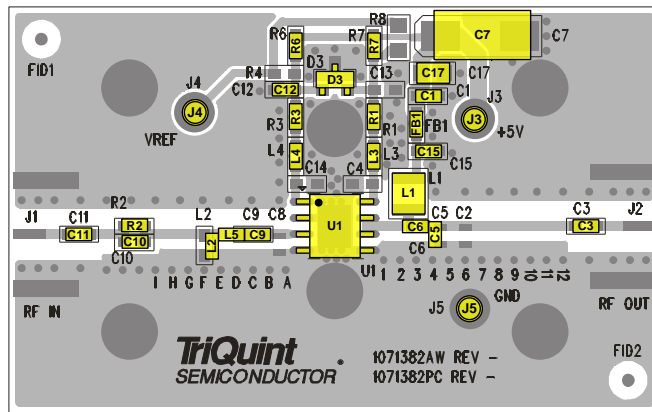 R8
R6
R6
R7
R7
C7
C7
FID1
D3
D3
J4
J4
R4
C12
C12
C13
C17
C17
C1
C1
J3
J3
VREF
R3
R3
R1
R1
FB1
FB1
+5V
L4
L4
L3
L3
C15
C15
C14
C4
L1
L1
R2
R2
J1
C11
C11
C10
C10
L2
L2
L5
C9
C9
C8
U1
U1
C6
C6
C5
C5
C2
C3
C3
J2
I H G F E D C B A
1 2 3 4 5 6 7 8 9 10 11 12
RF IN
J5
J5
GND
RF OUT
TriQuint
SEMICONDUCTOR
1071382AW REV -
1071382PC REV -
FID2